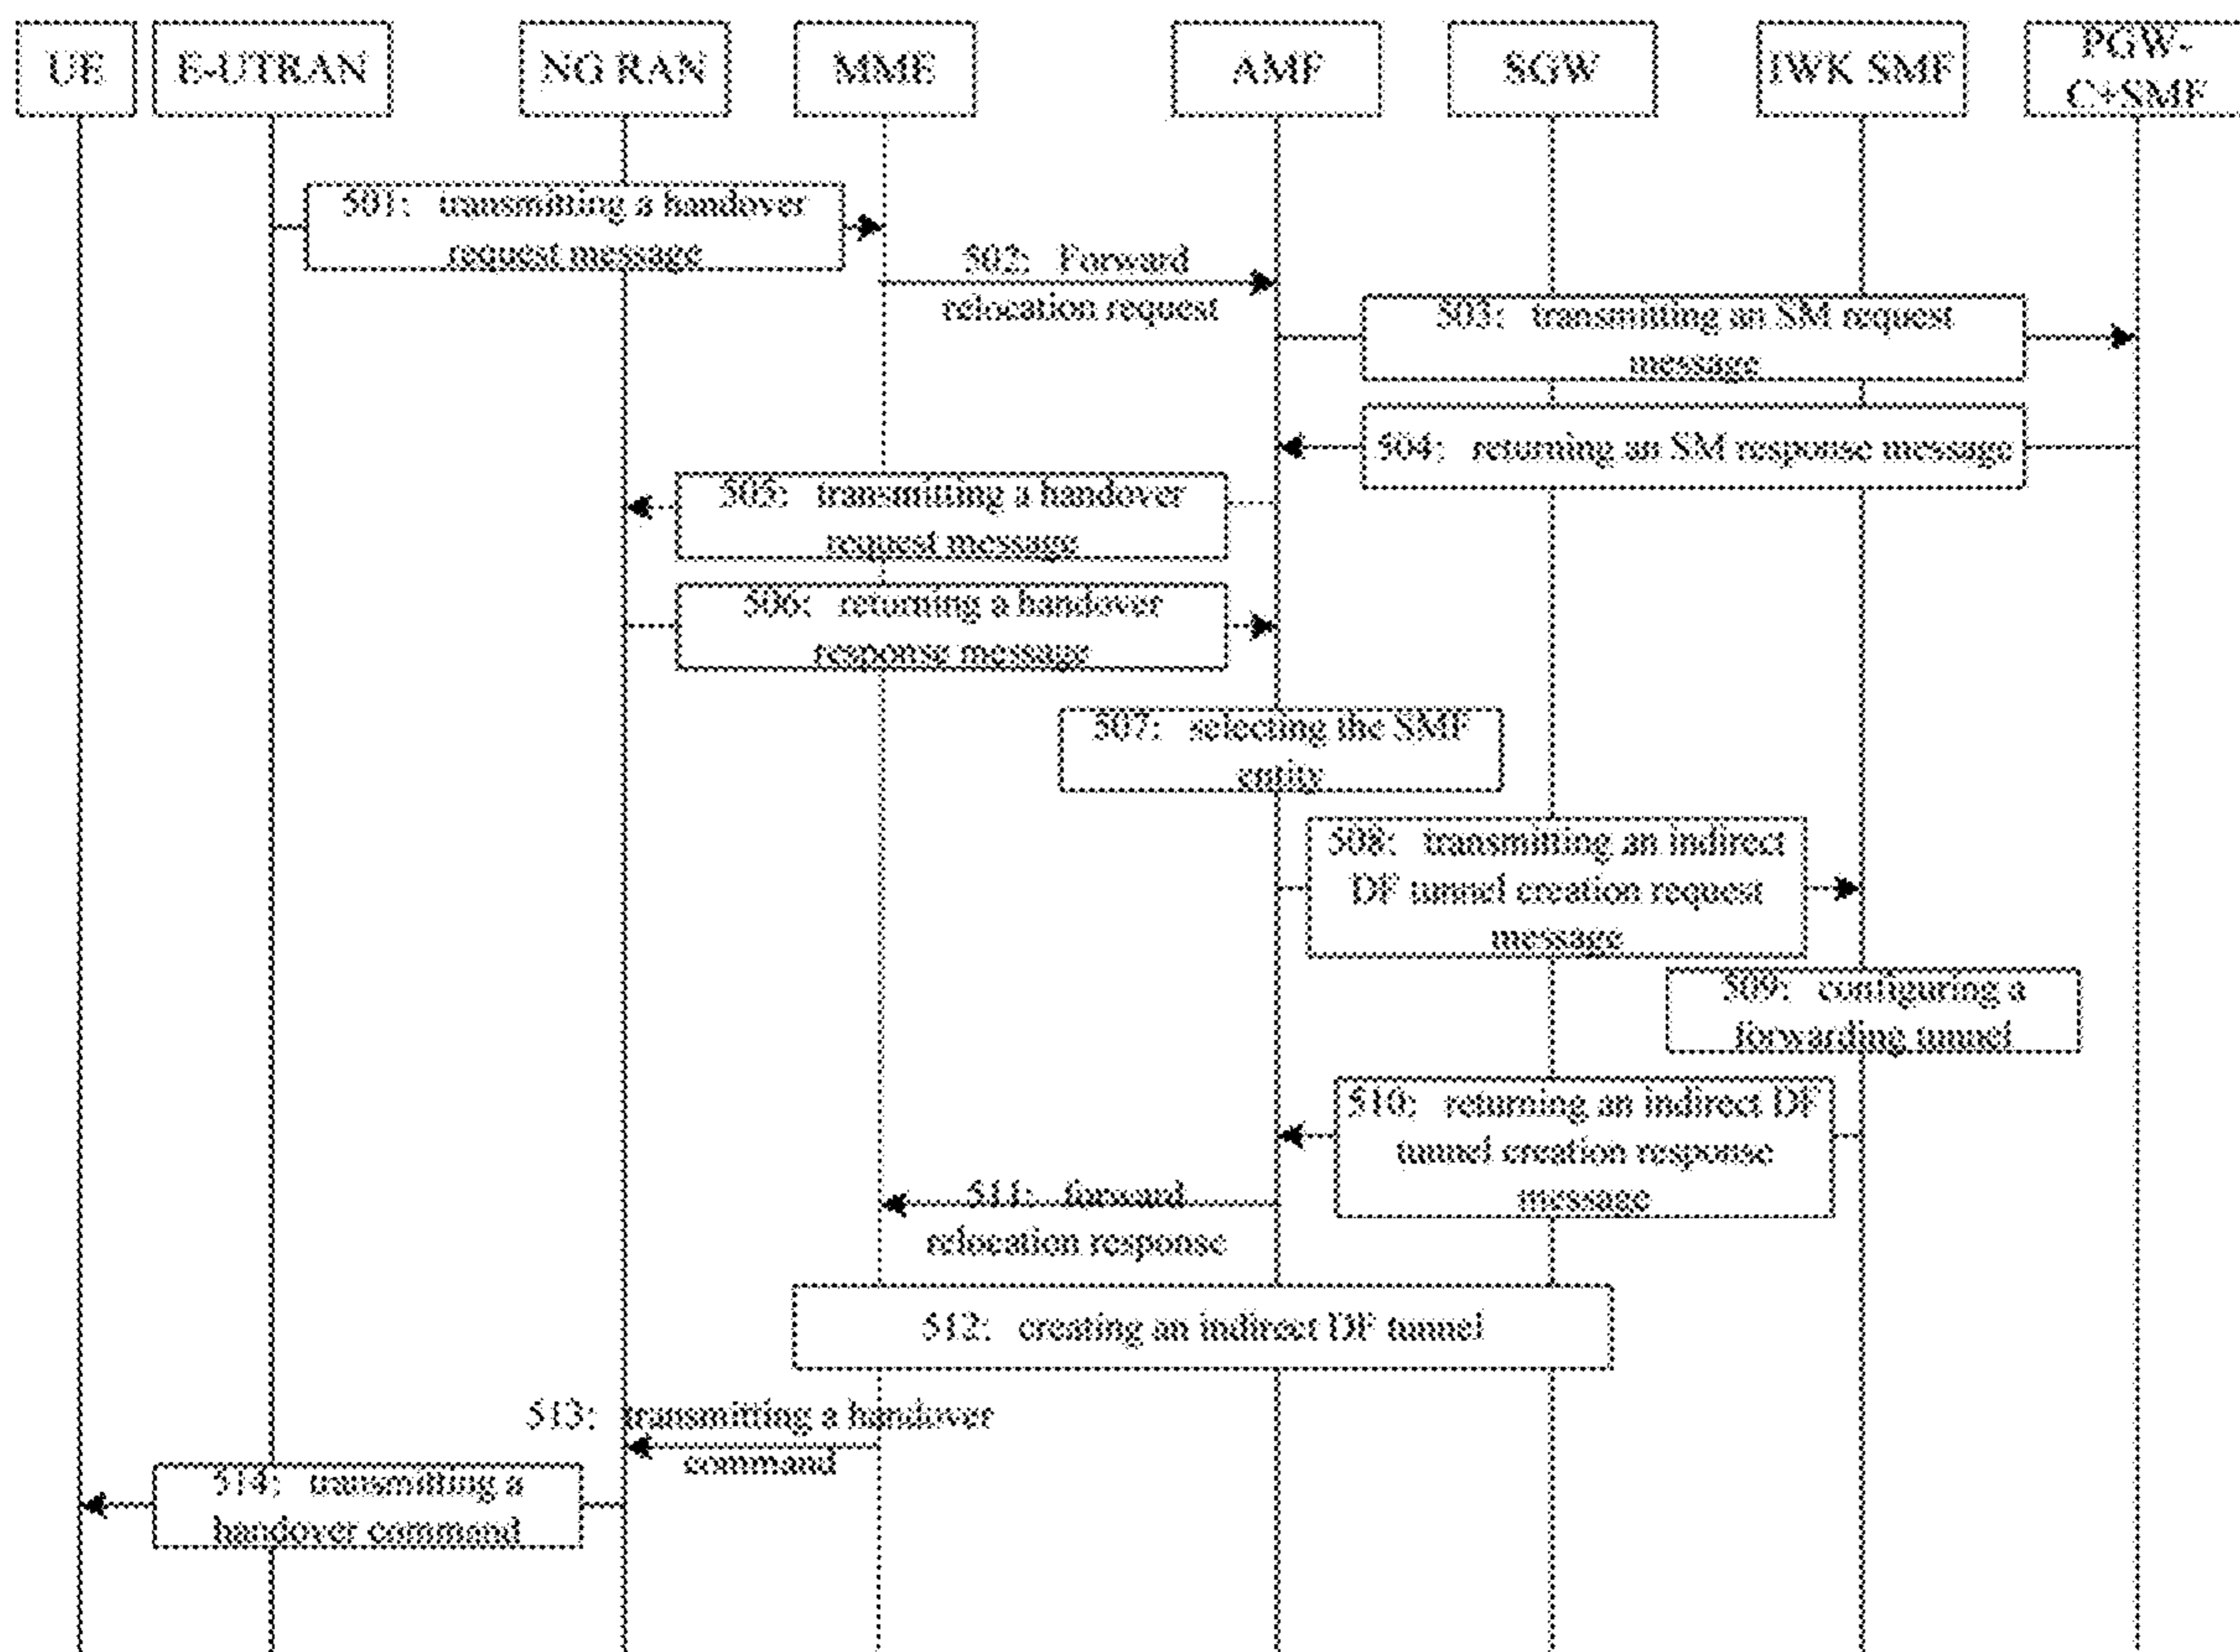 UE
E-UTRAN
NG RAN
MME
AMF
SGW
IWK SMF
PGW-
C+SMF
501: transmitting a handover
request message
502: Forward
relocation request
503: transmitting an SM request
message
504: returning an SM response message
505: transmitting a handover
request message
506: returning a handover
response message
507: selecting the SMF
entity
508: transmitting an indirect
DF tunnel creation request
message
509: configuring a
forwarding tunnel
510: returning an indirect DF
tunnel creation response
message
511: forward
relocation response
512: creating an indirect DF tunnel
513: transmitting a handover
command
514: transmitting a
handover command